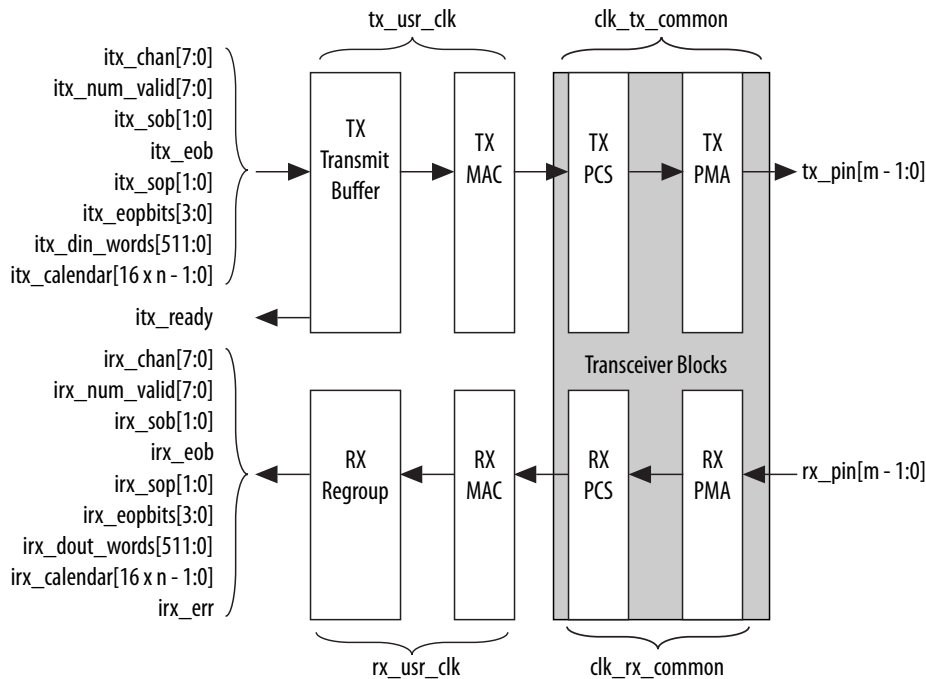 tx_usr_clk
clk_tx_common
itx_chan[7:0]
itx_num_valid[7:0]
itx_sob[1:0]
itx_eob
itx_sop[1:0]
itx_eopbits[3:0]
itx_din_words[511:0]
itx_calendar[16 x n - 1:0]
itx_ready
TX
Transmit
Buffer
TX
MAC
TX
PCS
TX
PMA
tx_pin[m - 1:0]
Transceiver Blocks
irx_chan[7:0]
irx_num_valid[7:0]
irx_sob[1:0]
irx_eob
irx_sop[1:0]
irx_eopbits[3:0]
irx_dout_words[511:0]
irx_calendar[16 x n - 1:0]
irx_err
RX
Regroup
RX
MAC
RX
PCS
RX
PMA
rx_pin[m - 1:0]
rx_usr_clk
clk_rx_common